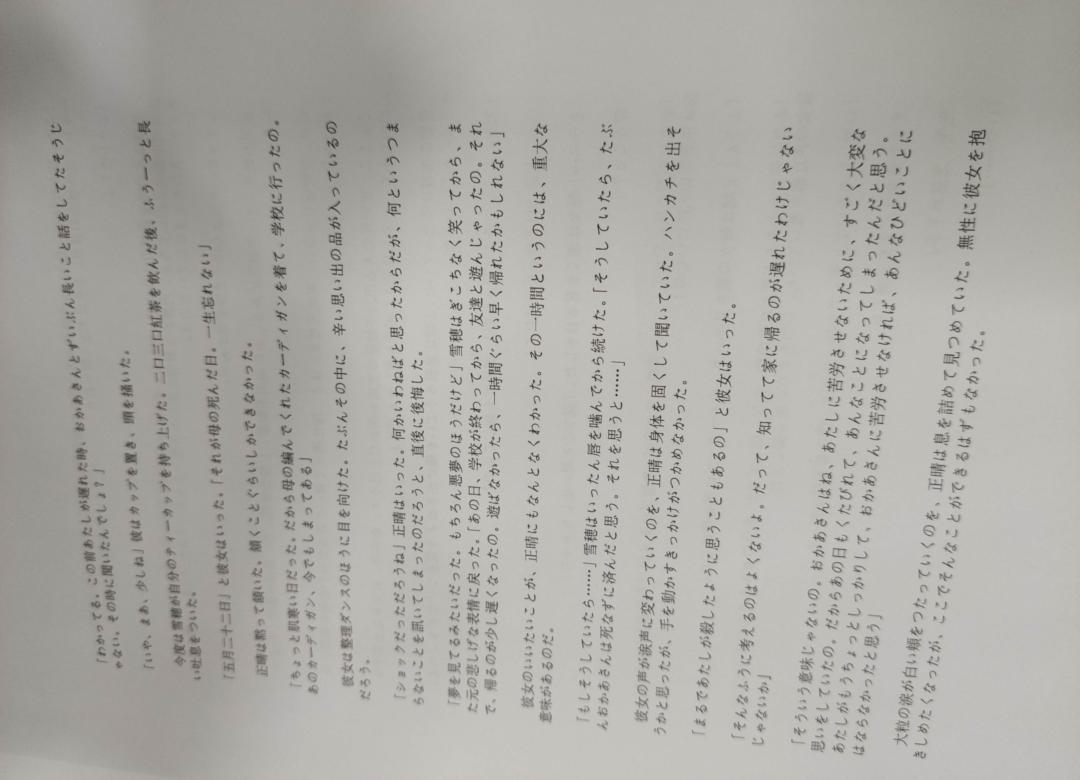 「わかってる。この前あたしが遅れた時、おかあさんとずいぶん長いこと話をしてたそうじ
ゃない。その時に聞いたんでしょ？」
「いや、まあ、少しね」彼はカップを置き、頭を掻いた。
今度は雪穂が自分のティーカップを持ち上げた。二口三口紅茶を飲んだ後、ふうーっと長
い吐息をついた。
「五月二十二日」と彼女はいった。「それが母の死んだ日。一生忘れない」
正晴は黙って頷いた。頷くことぐらいしかできなかった。
「ちょっと肌寒い日だった。だから母の編んでくれたカーディガンを着て、学校に行ったの。
あのカーディガン、今でもしまってある」
彼女は整理ダンスのほうに目を向けた。たぶんその中に、辛い思い出の品が入っているの
だろう。
「ショックだっただろうね」正晴はいった。何かいわねばと思ったからだが、何というつま
らないことを訊いてしまったのだろうと、直後に後悔した。
「夢を見てるみたいだった。もちろん悪夢のほうだけど」雪穂はぎこちなく笑ってから、ま
た元の悲しげな表情に戻った。「あの日、学校が終わってから、友達と遊んじゃったの。それ
で、帰るのが少し遅くなったの。遊ばなかったら、一時間ぐらい早く帰れたかもしれない」
彼女のいいたいことが、正晴にもなんとなくわかった。その一時間というのには、重大な
意味があるのだ。
「もしそうしていたら……」雪穂はいったん唇を噛んでから続けた。「そうしていたら、たぶ
んおかあさんは死なずに済んだと思う。それを思うと……」
彼女の声が涙声に変わっていくのを、正晴は身体を固くして聞いていた。ハンカチを出そ
うかと思ったが、手を動かすきっかけがつかめなかった。
「まるであたしが殺したように思うこともあるの」と彼女はいった。
「そんなふうに考えるのはよくないよ。だって、知ってて家に帰るのが遅れたわけじゃない
じゃないか」
「そういう意味じゃないの。おかあさんはね、あたしに苦労させないために、すごく大変な
思いをしていたの。だからあの日もくたびれて、あんなことになってしまったんだと思う。
あたしがもうちょっとしっかりして、おかあさんに苦労させなければ、あんなひどいことに
はならなかったと思う」
大粒の涙が白い頬をつたっていくのを、正晴は息を詰めて見つめていた。無性に彼女を抱
きしめたくなったが、ここでそんなことができるはずもなかった。